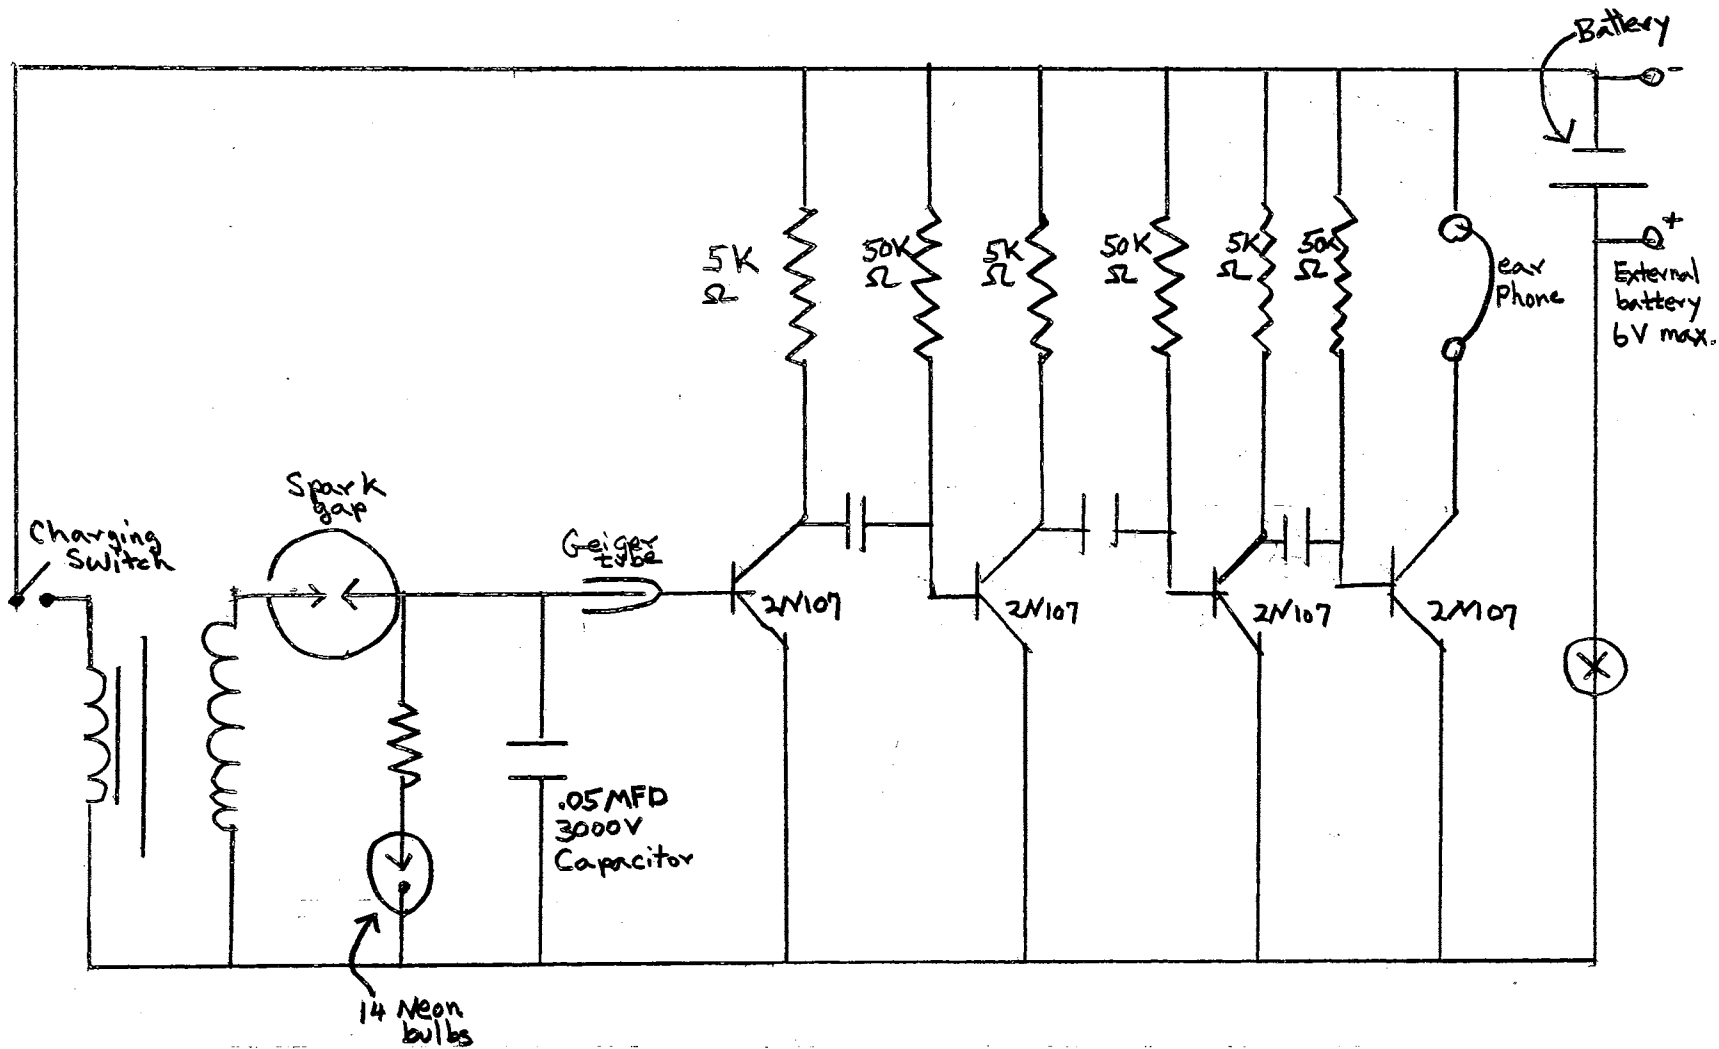 Battery
-
+
External
battery
6V max.
5K
Ω
50K
Ω
5K
Ω
50K
Ω
5K
Ω
50K
Ω
ear
phone
Spark
gap
Charging
Switch
Geiger
tube
2N107
2N107
2N107
2N107
.05MFD
3000V
Capacitor
14 Neon
bulbs